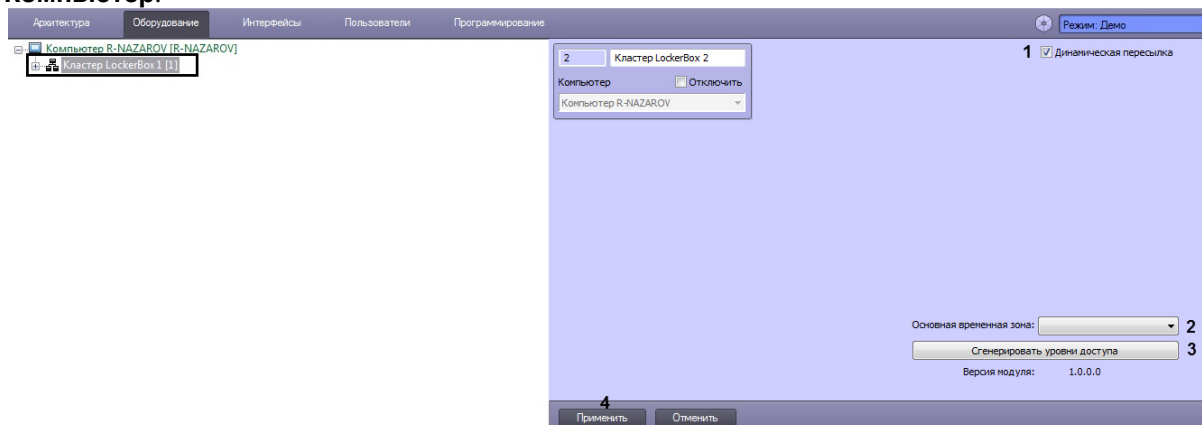 Компьютер.
Архитектура Оборудование Интерфейсы Пользователи Программирование Режим: Демо
Компьютер R-NAZAROV [R-NAZAROV]
Кластер LockerBox 1 [1]
2 Кластер LockerBox 2
Компьютер Отключить
Компьютер R-NAZAROV
1 Динамическая пересылка
Основная временная зона: 2
Сгенерировать уровни доступа 3
Версия модуля: 1.0.0.0
4
Применить Отменить